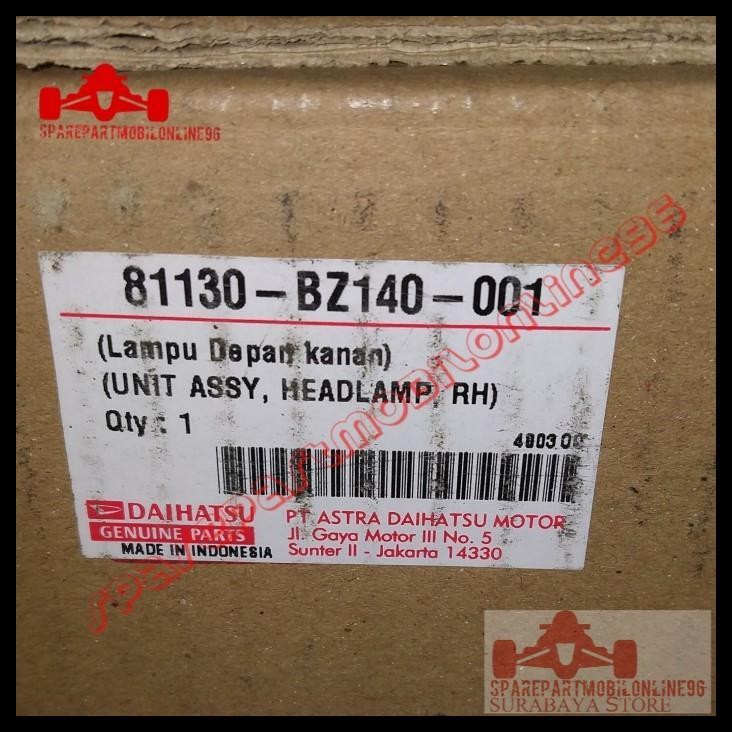 SPAREPARTMOBILONLINE96
sparepartmobilonline96
81130-BZ140-001
(Lampu Depan kanan)
(UNIT ASSY, HEADLAMP, RH)
Qty : 1
DAIHATSU
GENUINE PARTS
MADE IN INDONESIA
PT ASTRA DAIHATSU MOTOR
Jl. Gaya Motor III No. 5
Sunter II - Jakarta 14330
SPAREPARTMOBILONLINE96
SURABAYA STORE